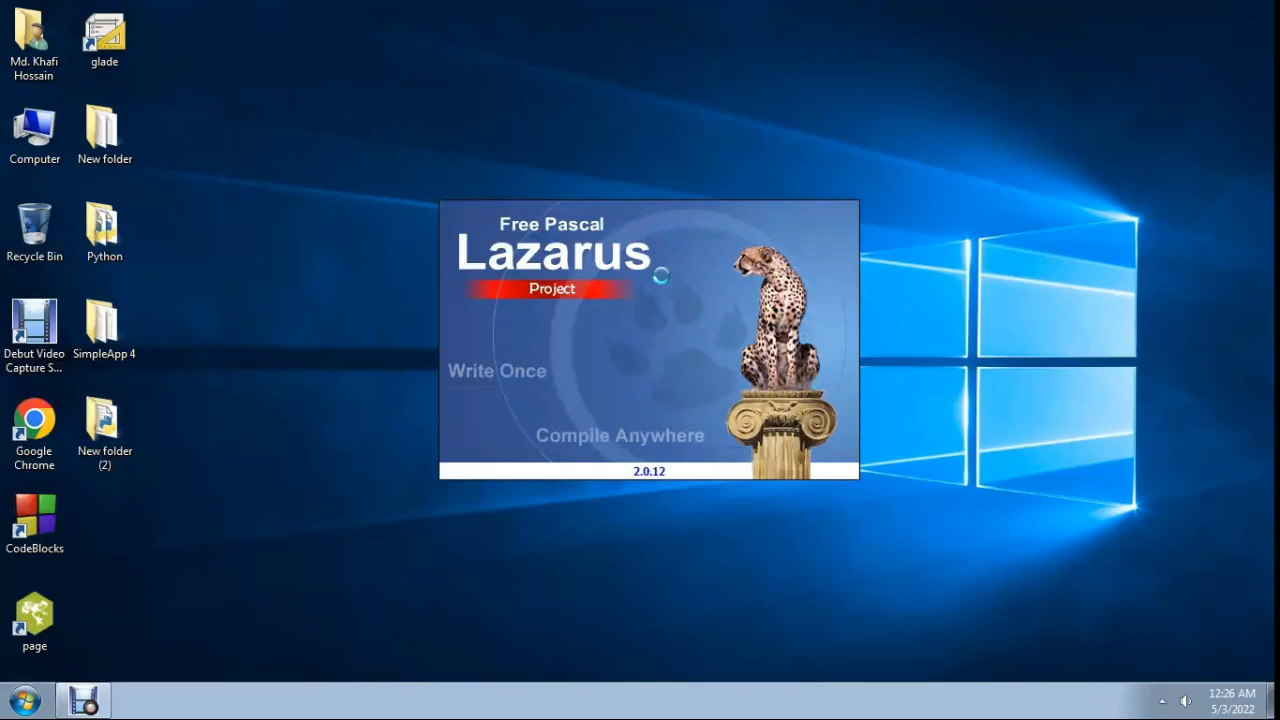 Md. Khafi
Hossain
glade
Computer
New folder
Recycle Bin
Python
Debut Video
Capture S...
SimpleApp 4
Google
Chrome
New folder
(2)
CodeBlocks
page
Free Pascal
Lazarus
Project
Write Once
Compile Anywhere
2.0.12
12:26 AM
5/3/2022